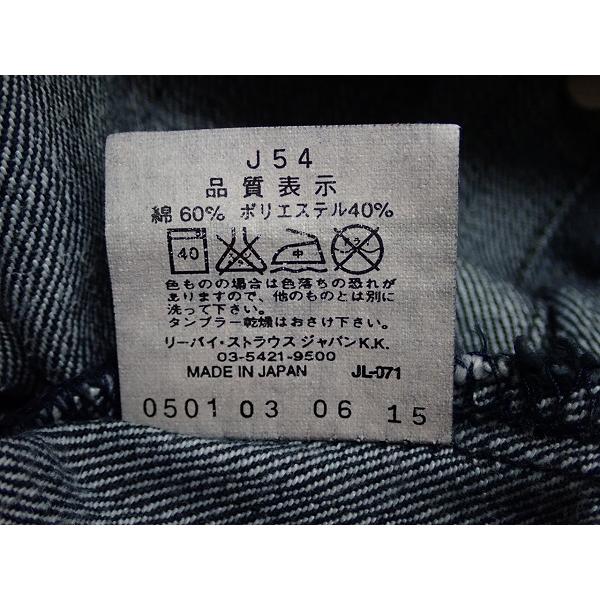 J54
品質表示
綿60% ポリエステル40%
40 中
色ものの場合は色落ちの恐れが
ありますので、他のものとは別に
洗って下さい。
タンブラー乾燥はおさけ下さい。
リーバイ・ストラウス ジャパンK.K.
03-5421-9500
MADE IN JAPAN JL-071
0501 03 06 15